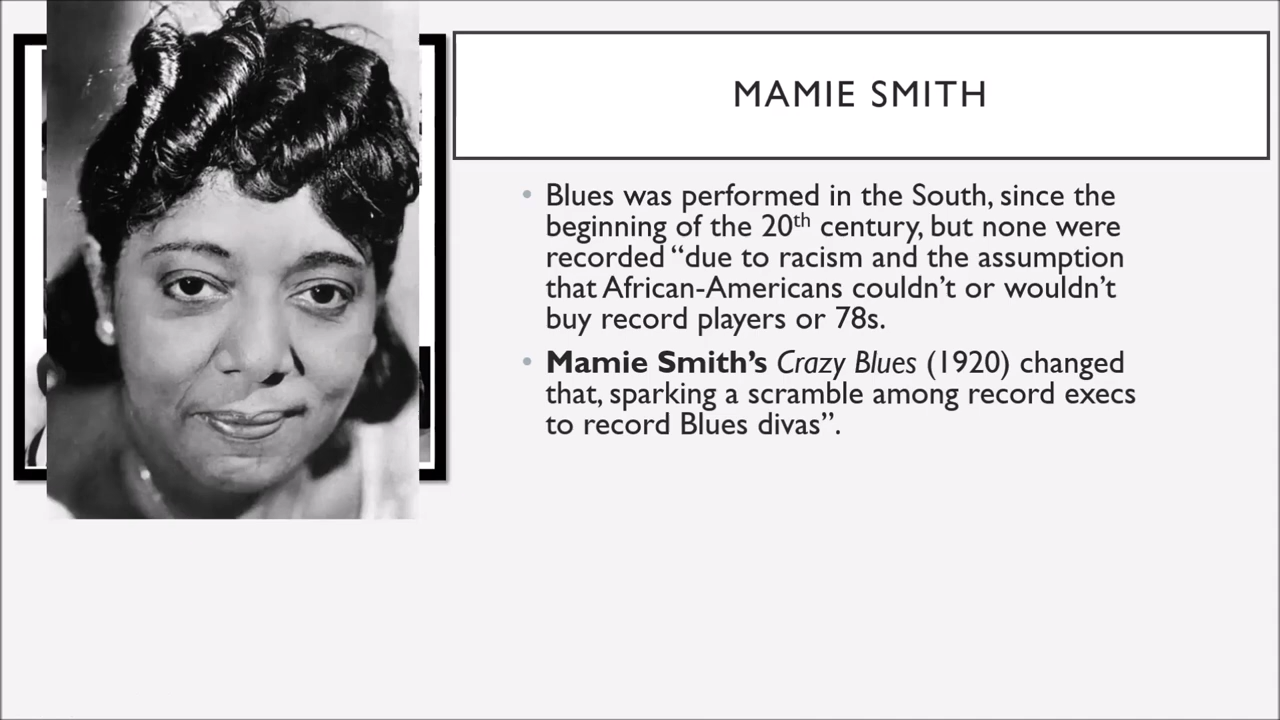 MAMIE SMITH
• Blues was performed in the South, since the
beginning of the 20th century, but none were
recorded “due to racism and the assumption
that African-Americans couldn’t or wouldn’t
buy record players or 78s.
• Mamie Smith’s Crazy Blues (1920) changed
that, sparking a scramble among record execs
to record Blues divas”.